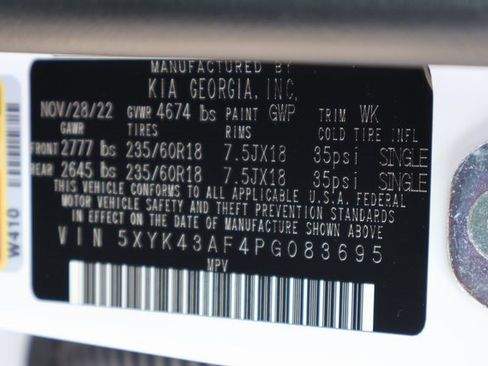 MANUFACTURED BY
KIA GEORGIA, INC.
NOV/28/22 GVWR 4674 lbs PAINT GWP TRIM WK
GAWR TIRES RIMS COLD TIRE INFL
FRONT 2777 lbs 235/60R18 7.5JX18 35psi SINGLE
REAR 2645 lbs 235/60R18 7.5JX18 35psi SINGLE
THIS VEHICLE CONFORMS TO ALL APPLICABLE U.S.A. FEDERAL
MOTOR VEHICLE SAFETY AND THEFT PREVENTION STANDARDS
IN EFFECT ON THE DATE OF MANUFACTURE SHOWN ABOVE
VIN 5XYK43AF4PG083695
MPV
W410